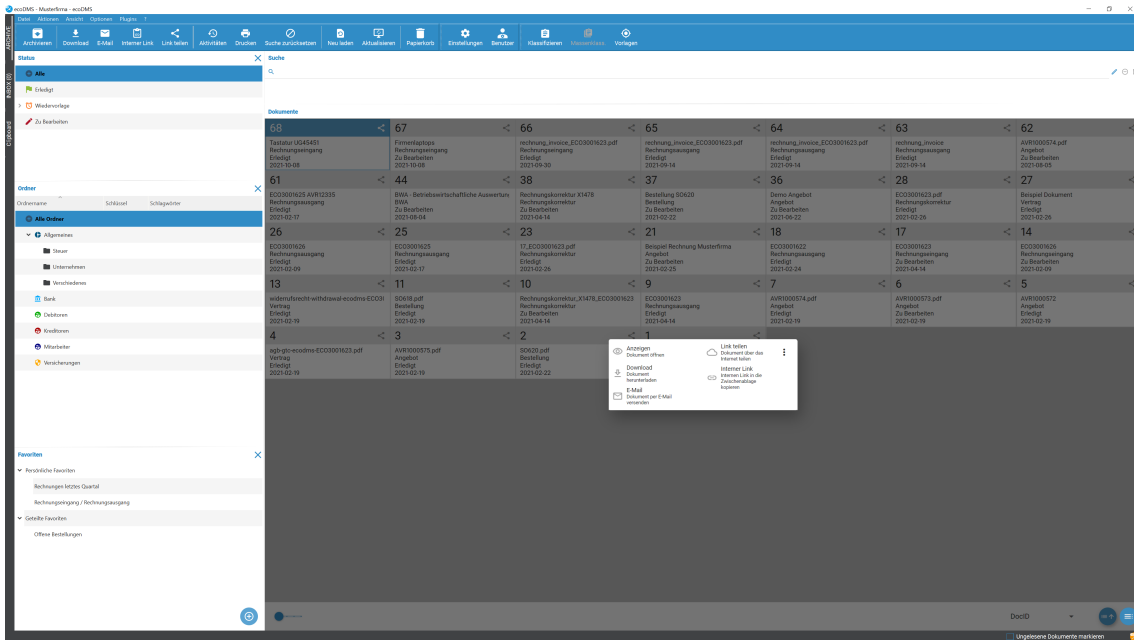 ecoDMS - Musterfirma - ecoDMS
Datei Aktionen Ansicht Optionen Plugins ?
Archivieren Download E-Mail Interner Link Link teilen Aktivitäten Drucken Suche zurücksetzen Neu laden Aktualisieren Papierkorb Einstellungen Benutzer Klassifizieren Vorlagen
ARCHIVE
INBOX (0)
Clipboard
Status
Alle
Erledigt
Wiedervorlage
Zu Bearbeiten
Ordner
Ordnername Schlüssel Schlagwörter
Alle Ordner
Allgemeines
Steuer
Unternehmen
Verschiedenes
Bank
Debitoren
Kreditoren
Mitarbeiter
Versicherungen
Favoriten
Persönliche Favoriten
Rechnungen letztes Quartal
Rechnungseingang / Rechnungsausgang
Geteilte Favoriten
Offene Bestellungen
Suche
Dokumente
68 67 66 65 64 63 62
Tastatur UG45451 Firmenlaptops rechnung_invoice_ECO3001623.pdf rechnung_invoice rechnung_invoice_ECO3001623.pdf rechnung_invoice AVR1000574.pdf
Rechnungseingang Rechnungseingang Rechnungseingang Rechnungsausgang Rechnungsausgang Rechnungsausgang Angebot
Erledigt Zu Bearbeiten Erledigt Erledigt Erledigt Erledigt Zu Bearbeiten
2021-10-08 2021-10-08 2021-09-30 2021-09-14 2021-09-14 2021-09-14 2021-08-05
61 44 38 37 36 28 27
ECO3001625 AVR12335 BWA - Betriebswirtschaftliche Auswertun Rechnungskorrektur X1478 Bestellung SO620 Demo Angebot ECO3001623.pdf Beispiel Dokument
Rechnungsausgang BWA Rechnungskorrektur Bestellung Angebot Rechnungskorrektur Vertrag
Erledigt Zu Bearbeiten Zu Bearbeiten Zu Bearbeiten Zu Bearbeiten Erledigt Erledigt
2021-02-17 2021-08-04 2021-04-14 2021-02-22 2021-06-22 2021-02-26 2021-02-26
26 25 23 21 18 17 14
ECO3001626 ECO3001625 17_ECO3001623.pdf Beispiel Rechnung Musterfirma ECO3001622 ECO3001623 ECO3001626
Rechnungsausgang Rechnungsausgang Rechnungskorrektur Angebot Rechnungsausgang Rechnungsausgang Rechnungseingang
Erledigt Erledigt Erledigt Zu Bearbeiten Erledigt Erledigt Zu Bearbeiten
2021-02-09 2021-02-17 2021-02-26 2021-02-25 2021-02-24 2021-04-14 2021-02-09
13 11 10 9 7 6 5
widerrufsrecht-withdrawal-ecodms-ECO3( SO618.pdf Rechnungskorrektur_X1478_ECO3001623 ECO3001623 AVR1000574.pdf AVR1000573.pdf AVR1000572
Vertrag Bestellung Rechnungskorrektur Rechnungsausgang Angebot Angebot Angebot
Erledigt Erledigt Zu Bearbeiten Erledigt Erledigt Zu Bearbeiten Erledigt
2021-02-19 2021-02-19 2021-02-19 2021-02-19 2021-02-19 2021-02-19 2021-02-19
4 3 2 1
agb-gtc-ecodms-ECO3001623.pdf AVR1000575.pdf SO620.pdf
Vertrag Angebot Bestellung
Erledigt Erledigt Erledigt
2021-02-19 2021-02-19 2021-02-22
Anzeigen
Dokument öffnen
Download
Dokument
herunterladen
E-Mail
Dokument per E-Mail
versenden
Link teilen
Dokument über das
Internet teilen
Interner Link
Internen Link in die
Zwischenablage
kopieren
DocID
Ungelesene Dokumente markieren